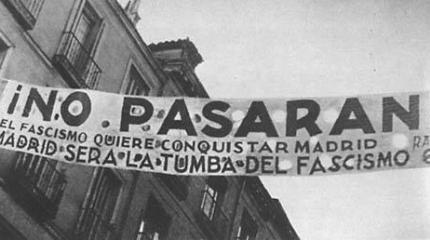 ¡NO·PASARAN
EL FASCISMO QUIERE CONQUISTAR MADRID
MADRID·SERA·LA·TUMBA·DEL FASCISMO